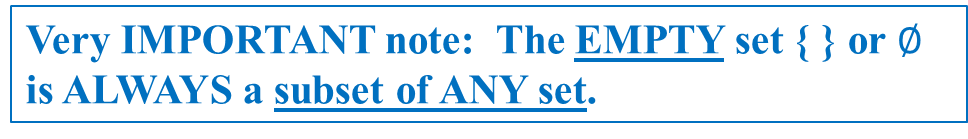 Very IMPORTANT note:  The EMPTY set { } or ∅
is ALWAYS a subset of ANY set.